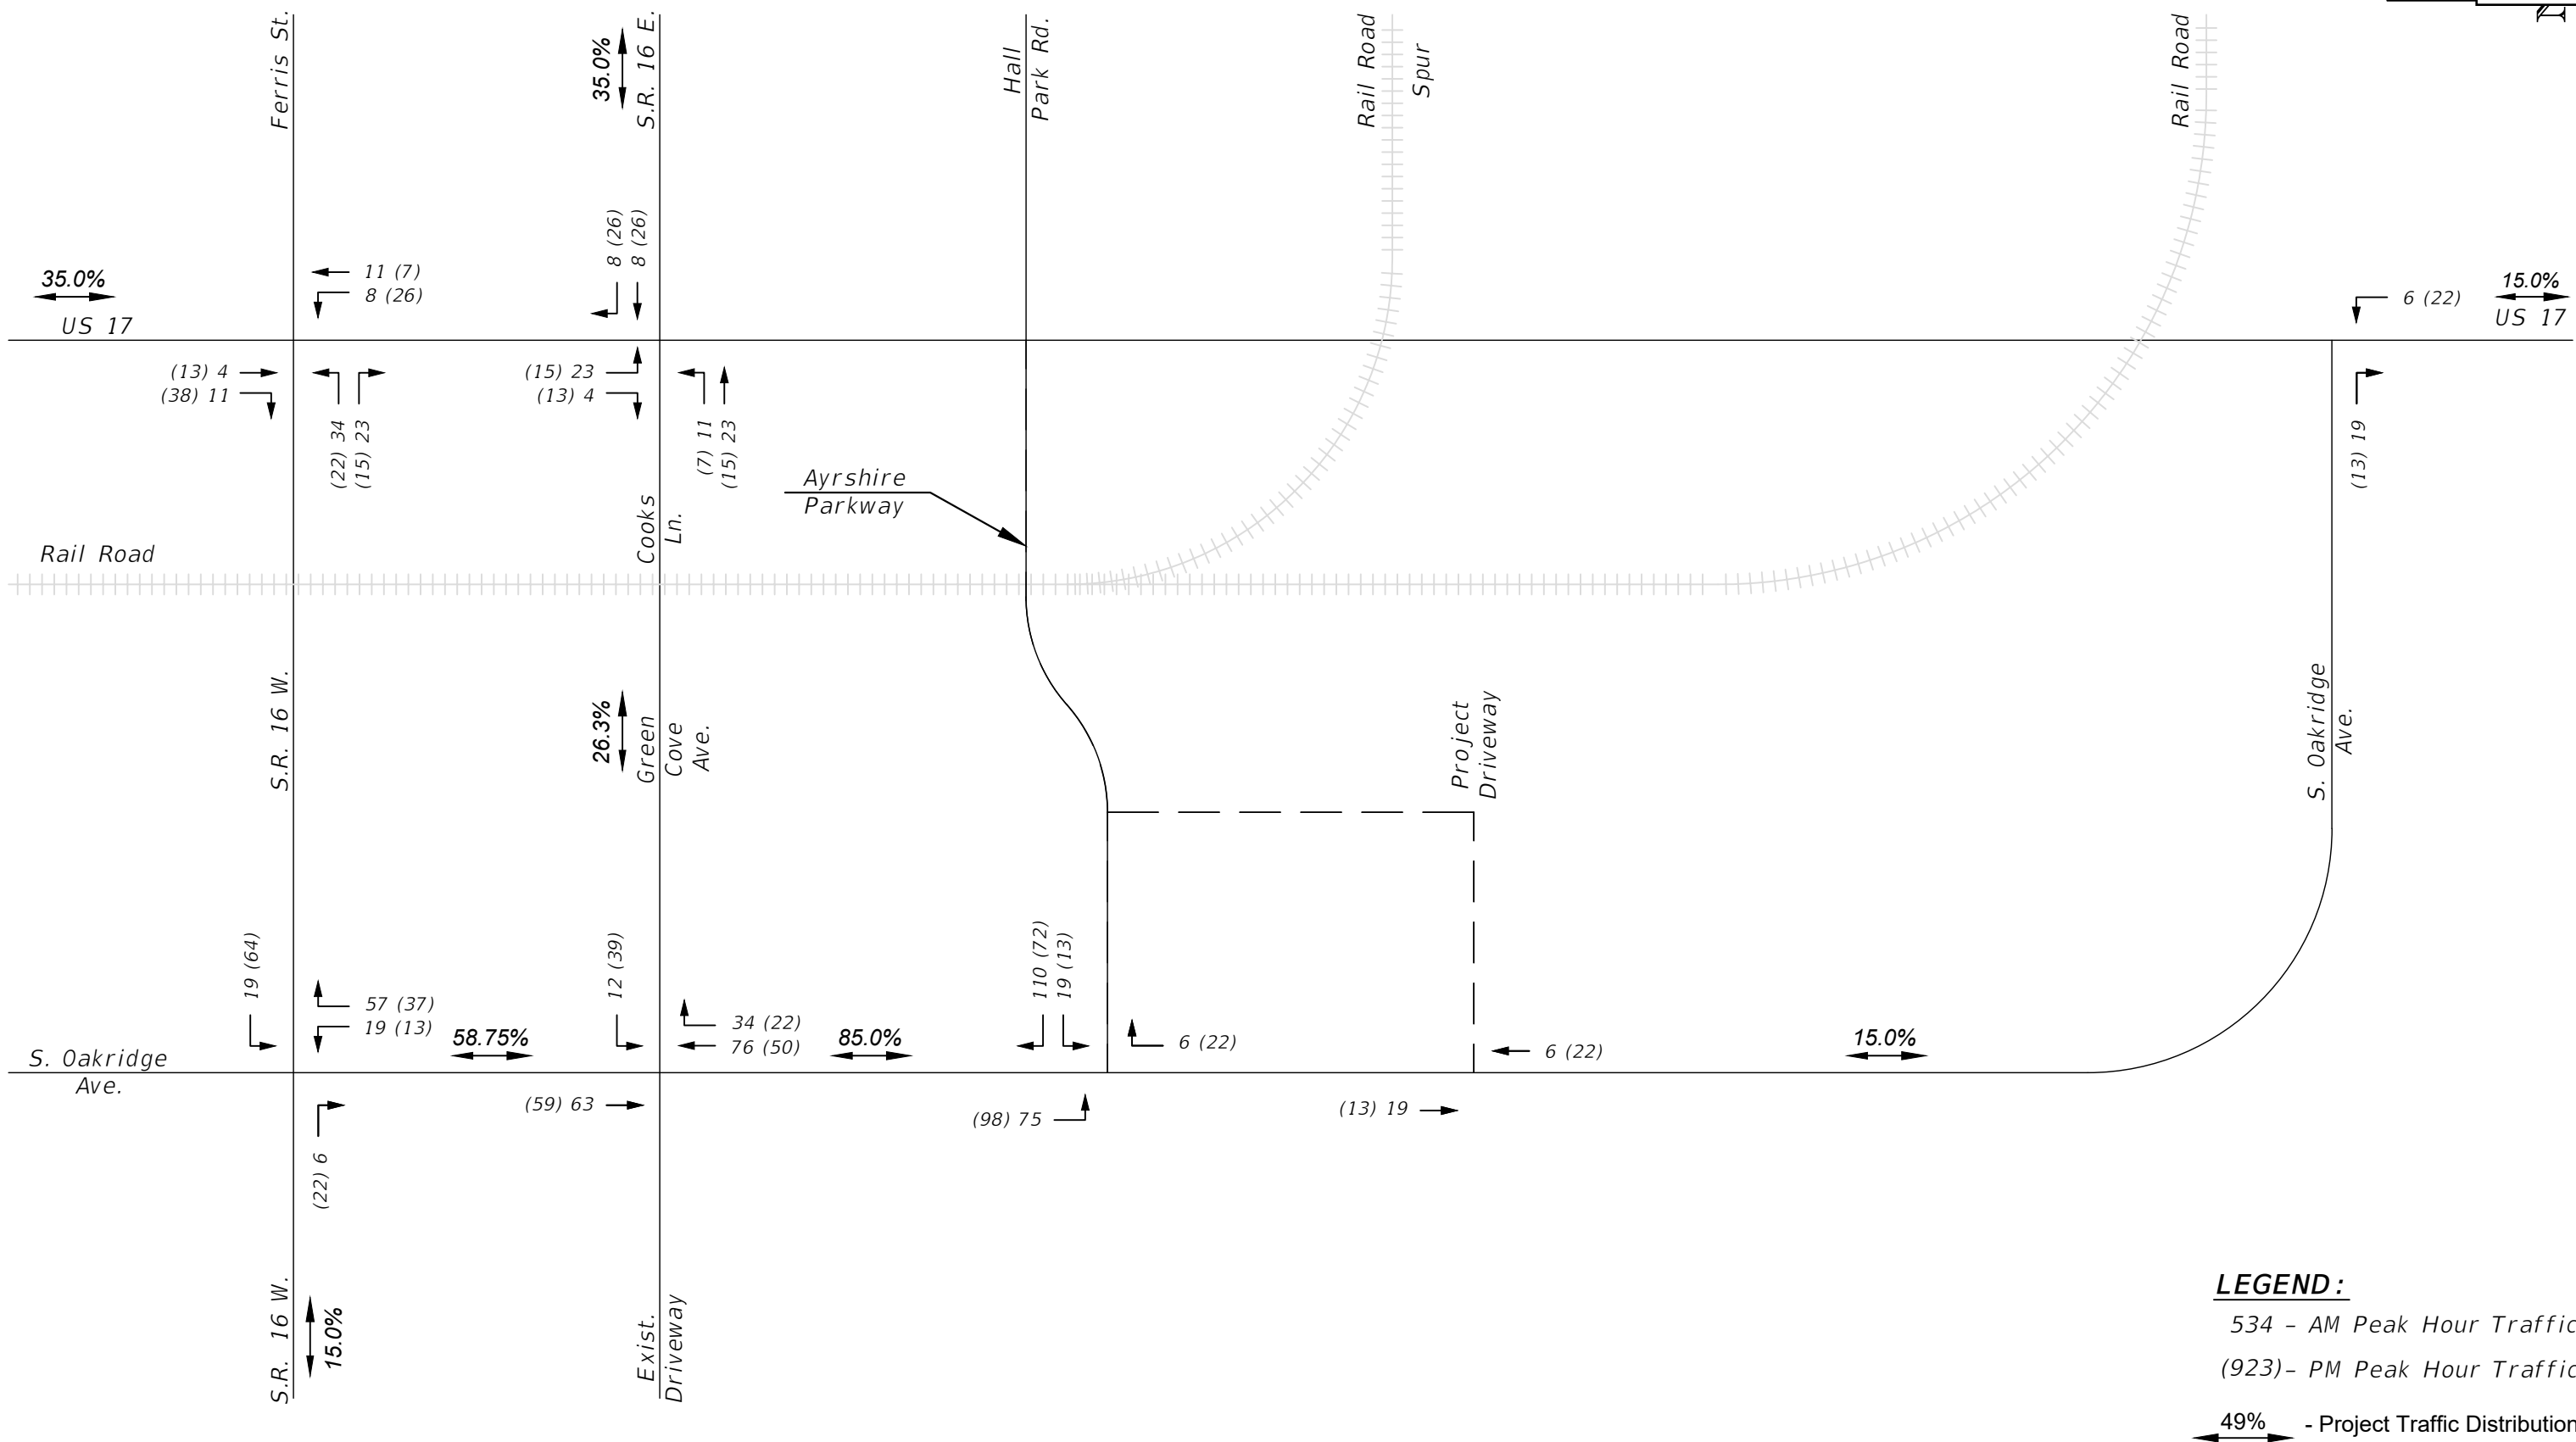 Ferris St.
35.0%
S.R. 16 E.
Hall
Park Rd.
Rail Road
Spur
Rail Road
35.0%
US 17
11 (7)
8 (26)
8 (26)
8 (26)
6 (22)
15.0%
US 17
(13) 4
(38) 11
(22) 34
(15) 23
(15) 23
(13) 4
(7) 11
(15) 23
(13) 19
Ayrshire
Parkway
Cooks
Ln.
Rail Road
S.R. 16 W.
26.3%
Green
Cove
Ave.
Project
Driveway
S. Oakridge
Ave.
19 (64)
57 (37)
19 (13)
58.75%
12 (39)
34 (22)
76 (50)
85.0%
110 (72)
19 (13)
6 (22)
6 (22)
15.0%
S. Oakridge
Ave.
(22) 6
(59) 63
(98) 75
(13) 19
S.R. 16 W.
15.0%
Exist.
Driveway
LEGEND:
534 - AM Peak Hour Traffic
(923)- PM Peak Hour Traffic
49% - Project Traffic Distribution